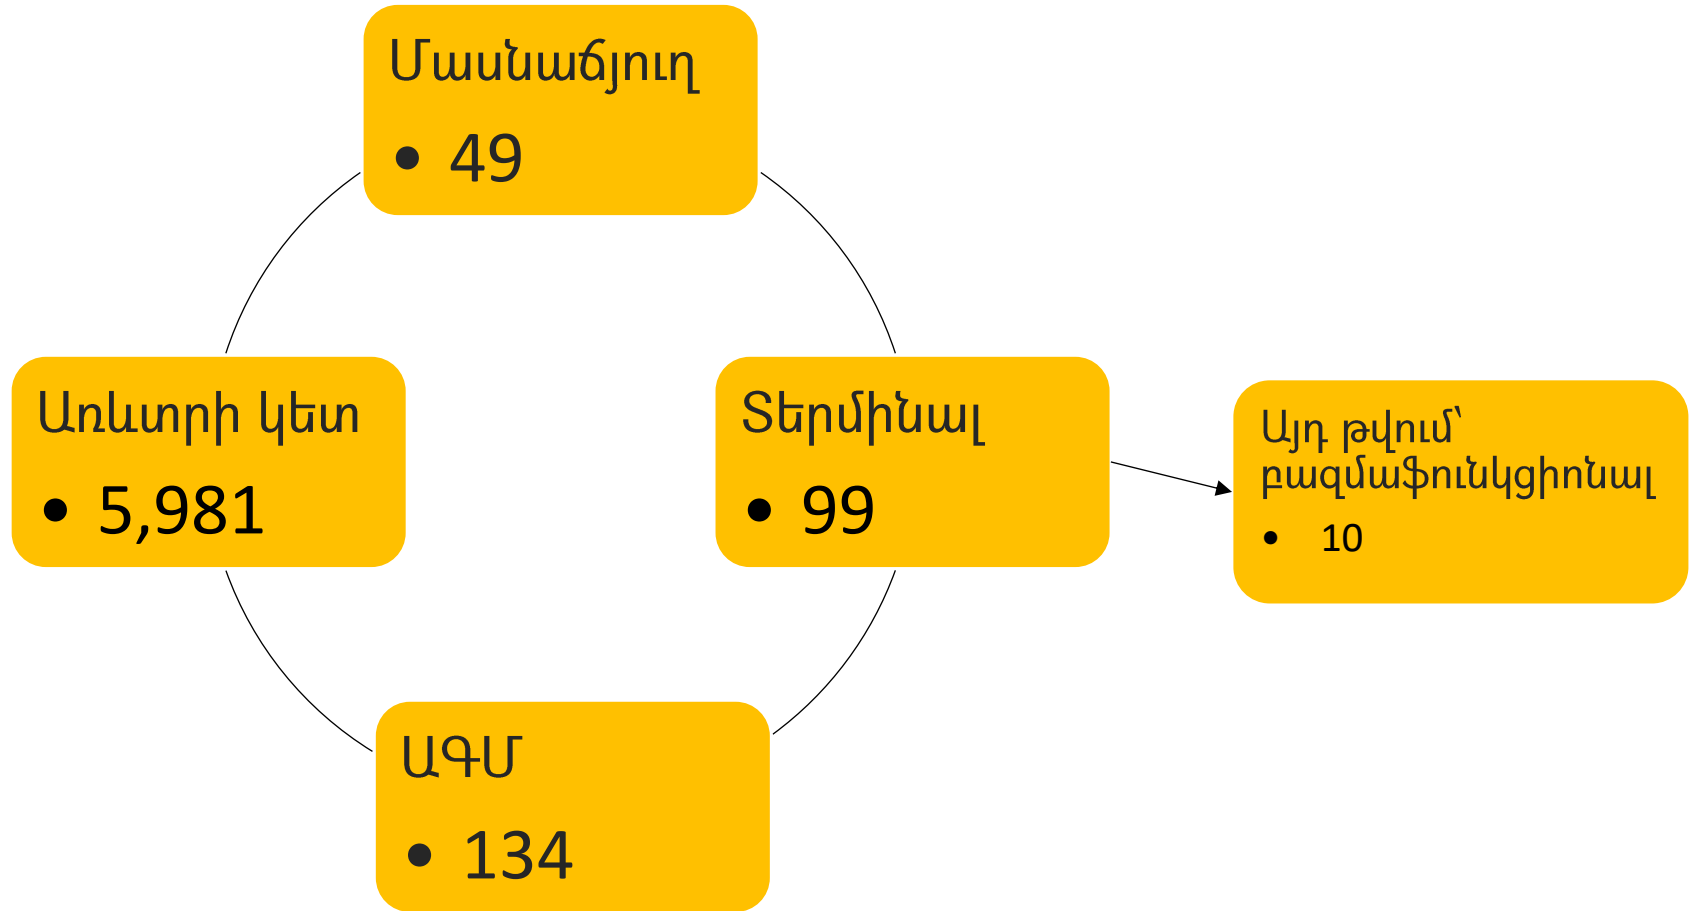 Մասնաճյուղ
• 49
Առևտրի կետ
• 5,981
Տերմինալ
• 99
Այդ թվում՝
բազմաֆունկցիոնալ
• 10
ԱԳՄ
• 134